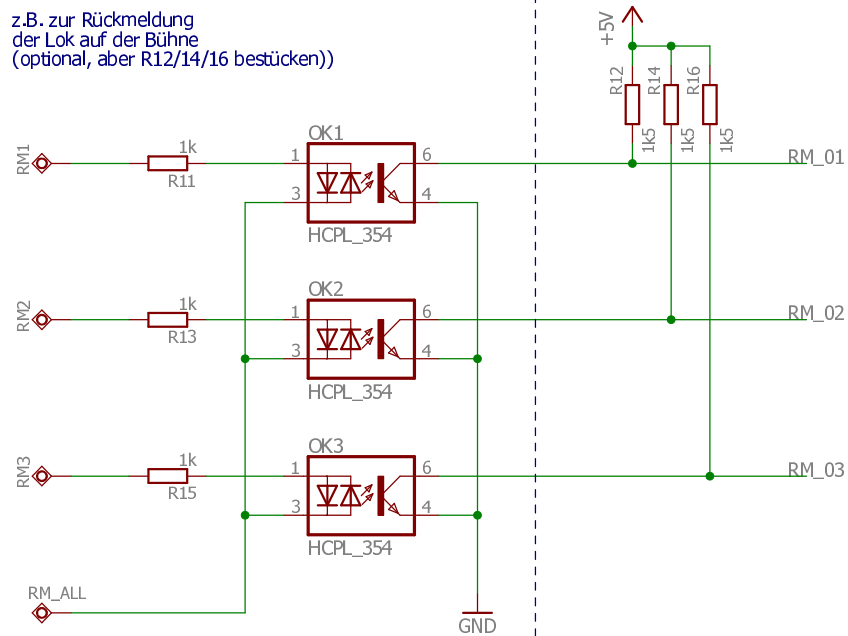 z.B. zur Rückmeldung
der Lok auf der Bühne
(optional, aber R12/14/16 bestücken))
+5V
R12
R14
R16
1k5
1k5
1k5
RM1
1k
R11
OK1
1
3
6
4
HCPL_354
RM_01
RM2
1k
R13
OK2
1
3
6
4
HCPL_354
RM_02
RM3
1k
R15
OK3
1
3
6
4
HCPL_354
RM_03
RM_ALL
GND